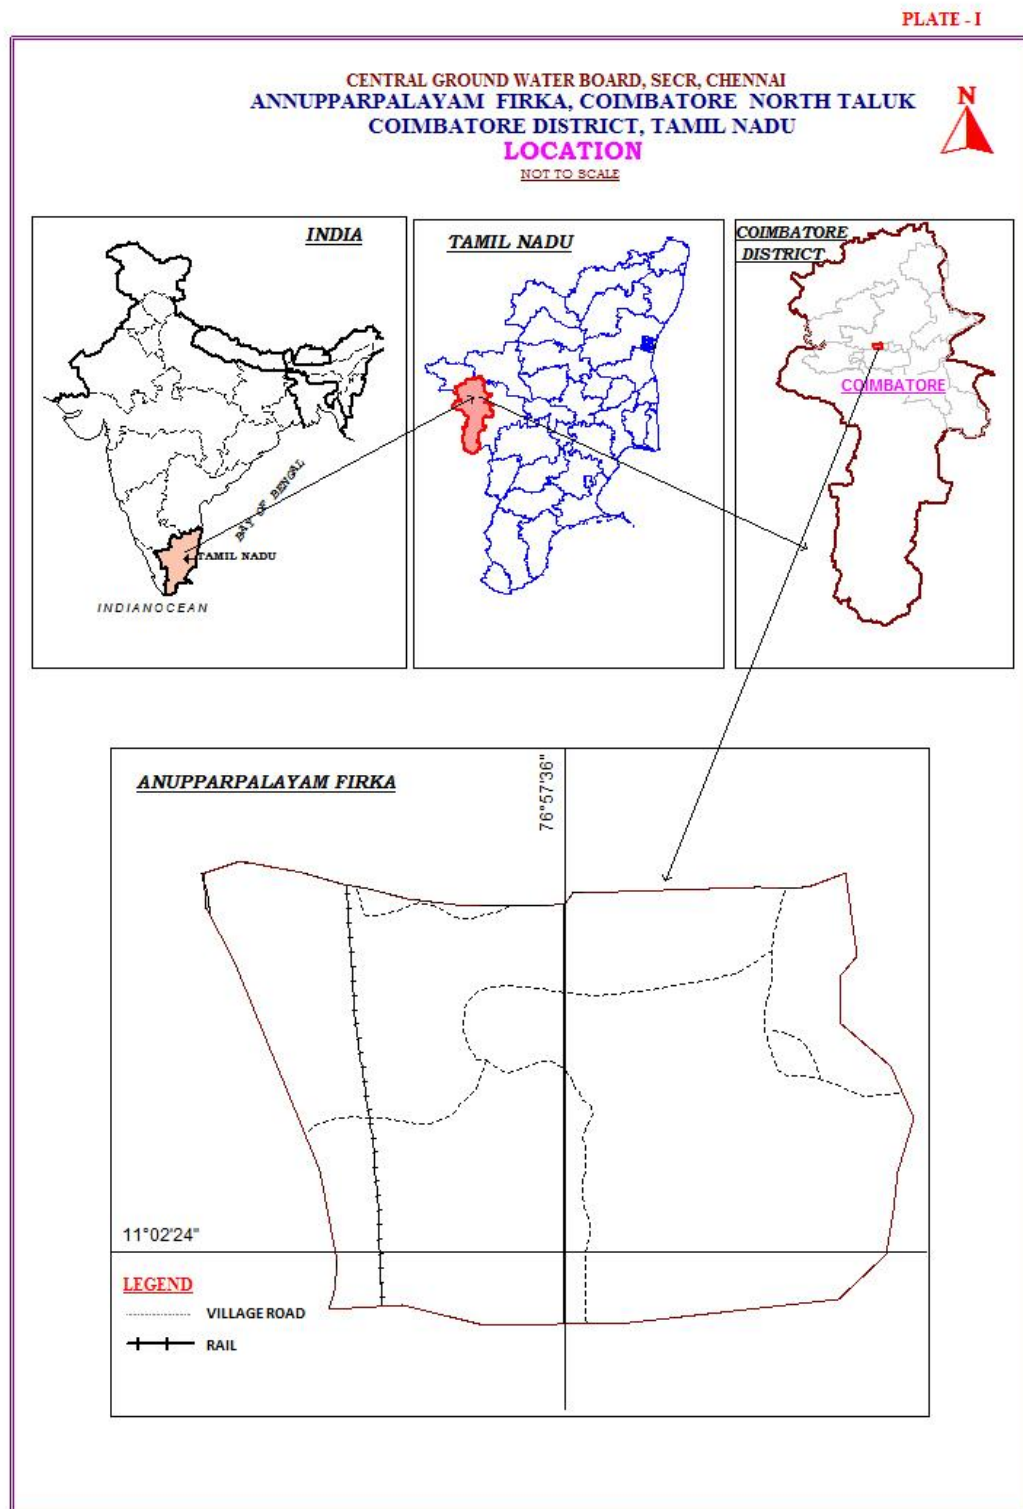 PLATE - I
CENTRAL GROUND WATER BOARD, SECR, CHENNAI
ANNUPPARPALAYAM FIRKA, COIMBATORE NORTH TALUK
COIMBATORE DISTRICT, TAMIL NADU
LOCATION
NOT TO SCALE
N
INDIA
BAY OF BENGAL
TAMIL NADU
INDIANOCEAN
TAMIL NADU
COIMBATORE
DISTRICT
COIMBATORE
ANUPPARPALAYAM FIRKA
76°57'36"
11°02'24"
LEGEND
VILLAGE ROAD
RAIL